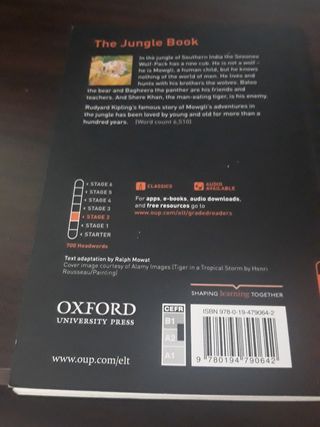 The Jungle Book
In the jungle of Southern India the Seeonee
Wolf-Pack has a new cub. He is not a wolf –
he is Mowgli, a human child, but he knows
nothing of the world of men. He lives and
hunts with his brothers the wolves. Baloo
the bear and Bagheera the panther are his friends and
teachers. And Shere Khan, the man-eating tiger, is his enemy.
Rudyard Kipling's famous story of Mowgli's adventures in
the jungle has been loved by young and old for more than a
hundred years. (Word count 6,510)
STAGE 6
STAGE 5
STAGE 4
STAGE 3
STAGE 2
STAGE 1
STARTER
700 Headwords
CLASSICS
AUDIO
AVAILABLE
For apps, e-books, audio downloads,
and free resources go to
www.oup.com/elt/gradedreaders
Text adaptation by Ralph Mowat
Cover image courtesy of Alamy Images (Tiger in a Tropical Storm by Henri
Rousseau/Painting)
SHAPING learning TOGETHER
OXFORD
UNIVERSITY PRESS
www.oup.com/elt
CEFR
B1
A2
A1
ISBN 978-0-19-479064-2
9 780194 790642